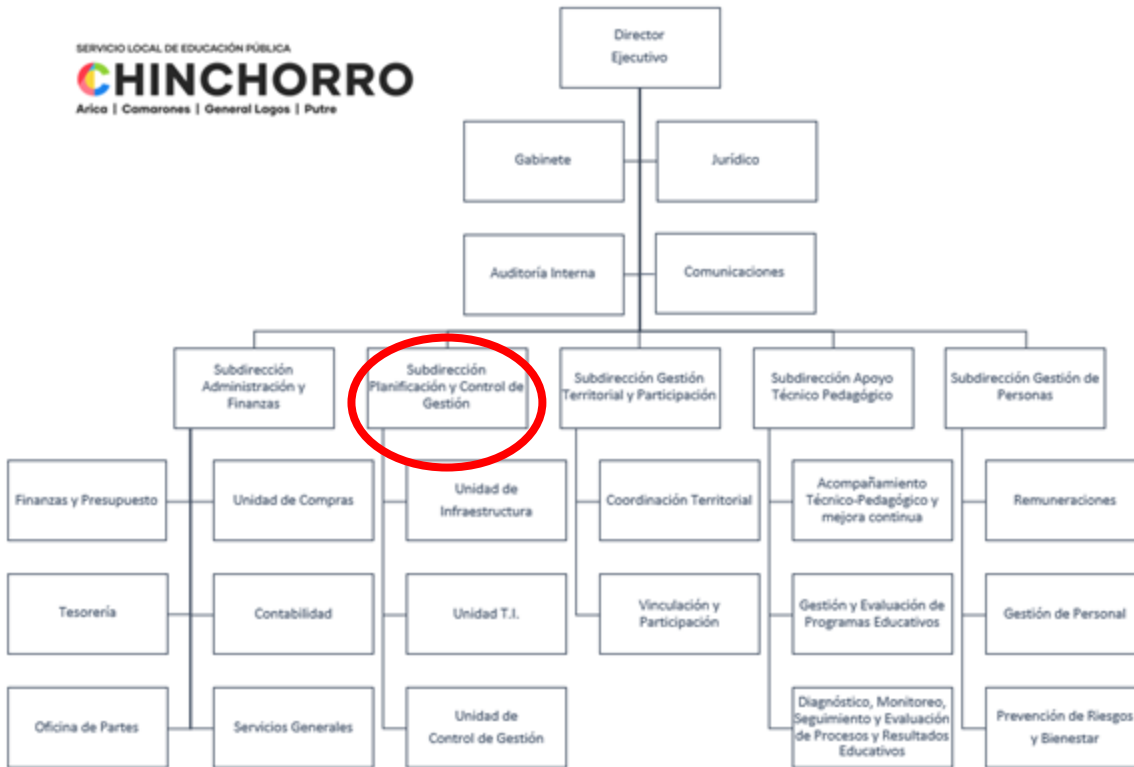 SERVICIO LOCAL DE EDUCACIÓN PÚBLICA
CHINCHORRO
Arica | Camarones | General Lagos | Putre
Director
Ejecutivo
Gabinete
Jurídico
Auditoría Interna
Comunicaciones
Subdirección
Administración y
Finanzas
Subdirección
Planificación y Control de
Gestión
Subdirección Gestión
Territorial y Participación
Subdirección Apoyo
Técnico Pedagógico
Subdirección Gestión de
Personas
Finanzas y Presupuesto
Unidad de Compras
Unidad de
Infraestructura
Coordinación Territorial
Acompañamiento
Técnico-Pedagógico y
mejora continua
Remuneraciones
Tesorería
Contabilidad
Unidad T.I.
Vinculación y
Participación
Gestión y Evaluación de
Programas Educativos
Gestión de Personal
Oficina de Partes
Servicios Generales
Unidad de
Control de Gestión
Diagnóstico, Monitoreo,
Seguimiento y Evaluación
de Procesos y Resultados
Educativos
Prevención de Riesgos
y Bienestar